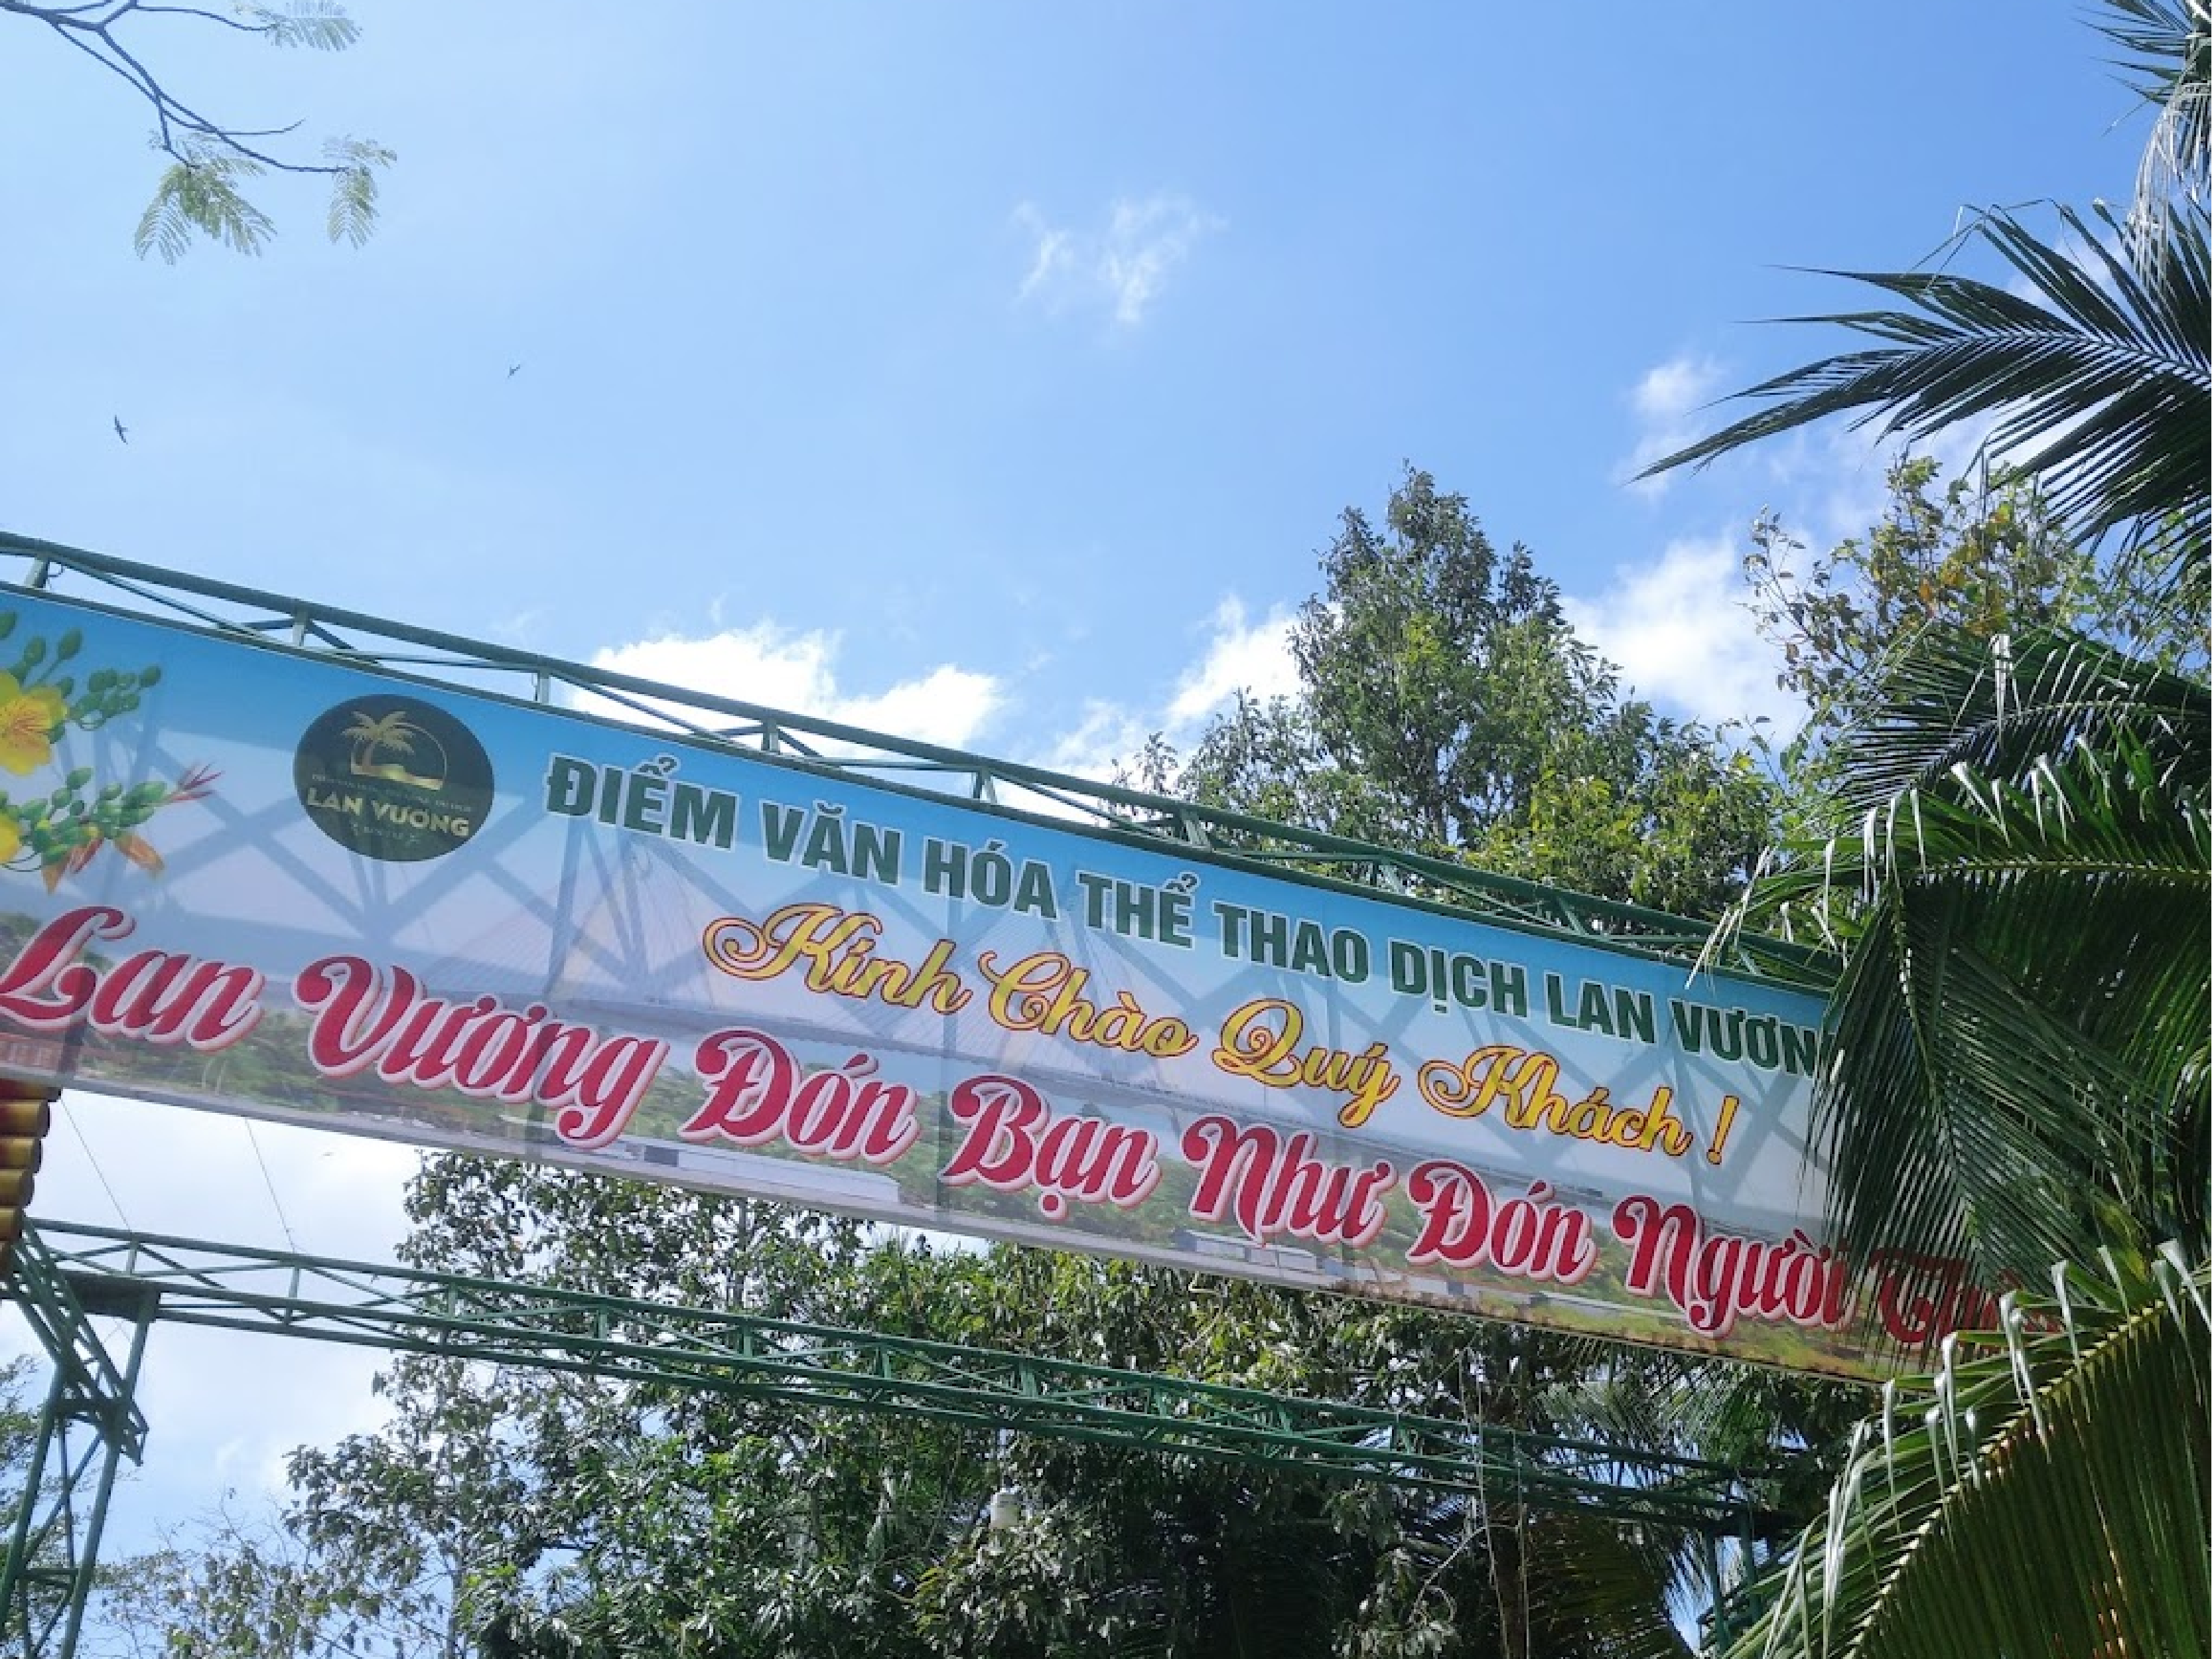 LAN VƯƠNG
ĐIỂM VĂN HÓA THỂ THAO DỊCH LAN VƯƠN
Kính Chào Quý Khách !
Lan Vương Đón Bạn Như Đón Người